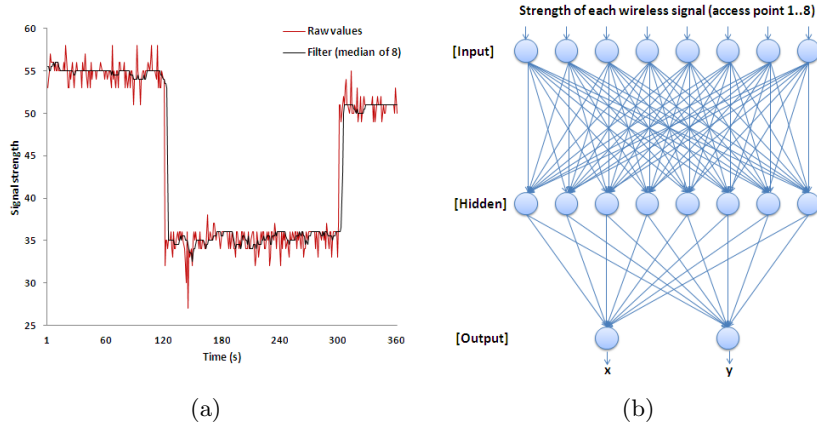 Raw values
Filter (median of 8)
Signal strength
60
55
50
45
40
35
30
25
1 60 120 180 240 300 360
Time (s)
(a)
Strength of each wireless signal (access point 1..8)
[Input]
[Hidden]
[Output]
x y
(b)